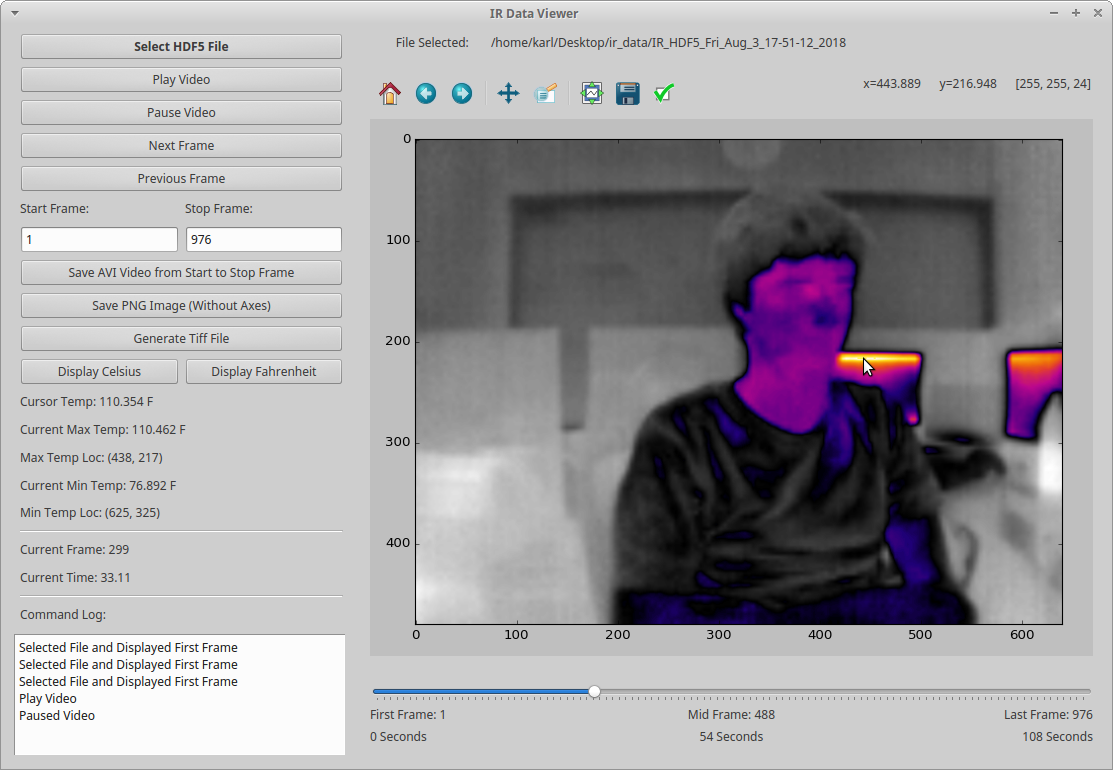 IR Data Viewer
Select HDF5 File
Play Video
Pause Video
Next Frame
Previous Frame
Start Frame: Stop Frame:
1 976
Save AVI Video from Start to Stop Frame
Save PNG Image (Without Axes)
Generate Tiff File
Display Celsius Display Fahrenheit
Cursor Temp: 110.354 F
Current Max Temp: 110.462 F
Max Temp Loc: (438, 217)
Current Min Temp: 76.892 F
Min Temp Loc: (625, 325)
Current Frame: 299
Current Time: 33.11
Command Log:
Selected File and Displayed First Frame
Selected File and Displayed First Frame
Selected File and Displayed First Frame
Play Video
Paused Video
File Selected: /home/karl/Desktop/ir_data/IR_HDF5_Fri_Aug_3_17-51-12_2018
x=443.889 y=216.948 [255, 255, 24]
0
100
200
300
400
0 100 200 300 400 500 600
First Frame: 1 Mid Frame: 488 Last Frame: 976
0 Seconds 54 Seconds 108 Seconds